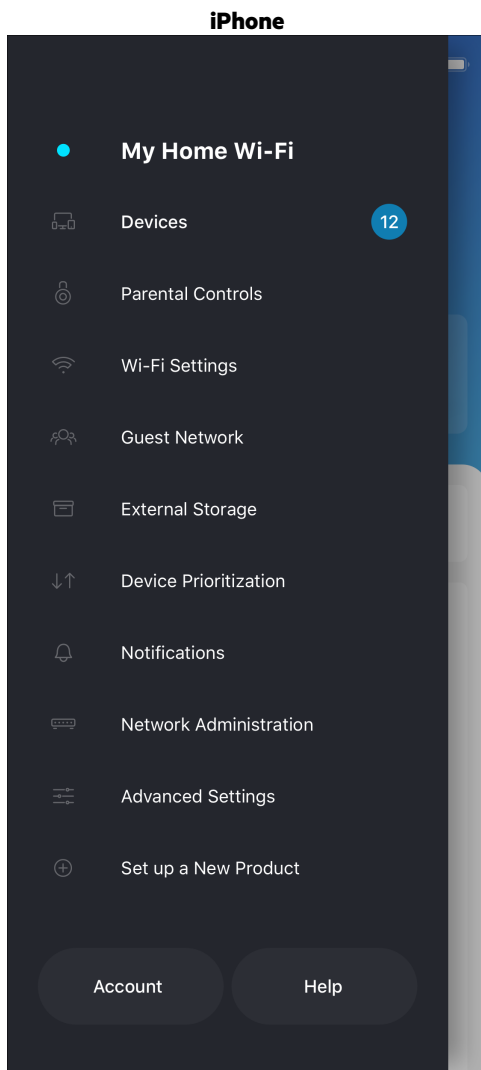 iPhone
My Home Wi-Fi
Devices 12
Parental Controls
Wi-Fi Settings
Guest Network
External Storage
Device Prioritization
Notifications
Network Administration
Advanced Settings
Set up a New Product
Account Help